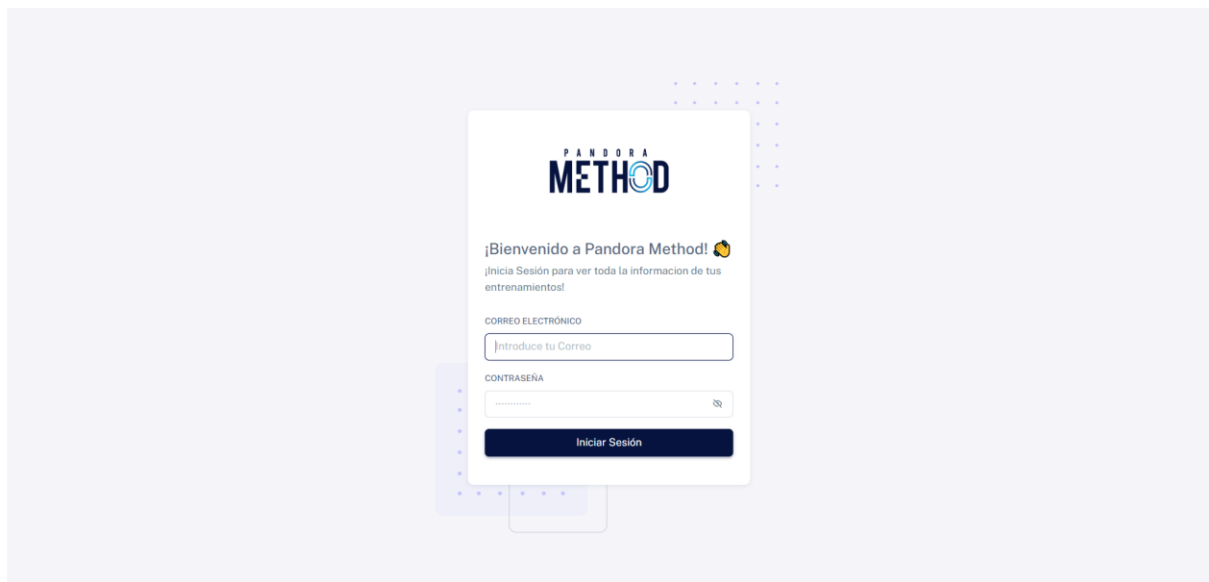 PANDORA
METHOD
¡Bienvenido a Pandora Method! 👋
¡Inicia Sesión para ver toda la informacion de tus
entrenamientos!
CORREO ELECTRÓNICO
Introduce tu Correo
CONTRASEÑA
············
Iniciar Sesión